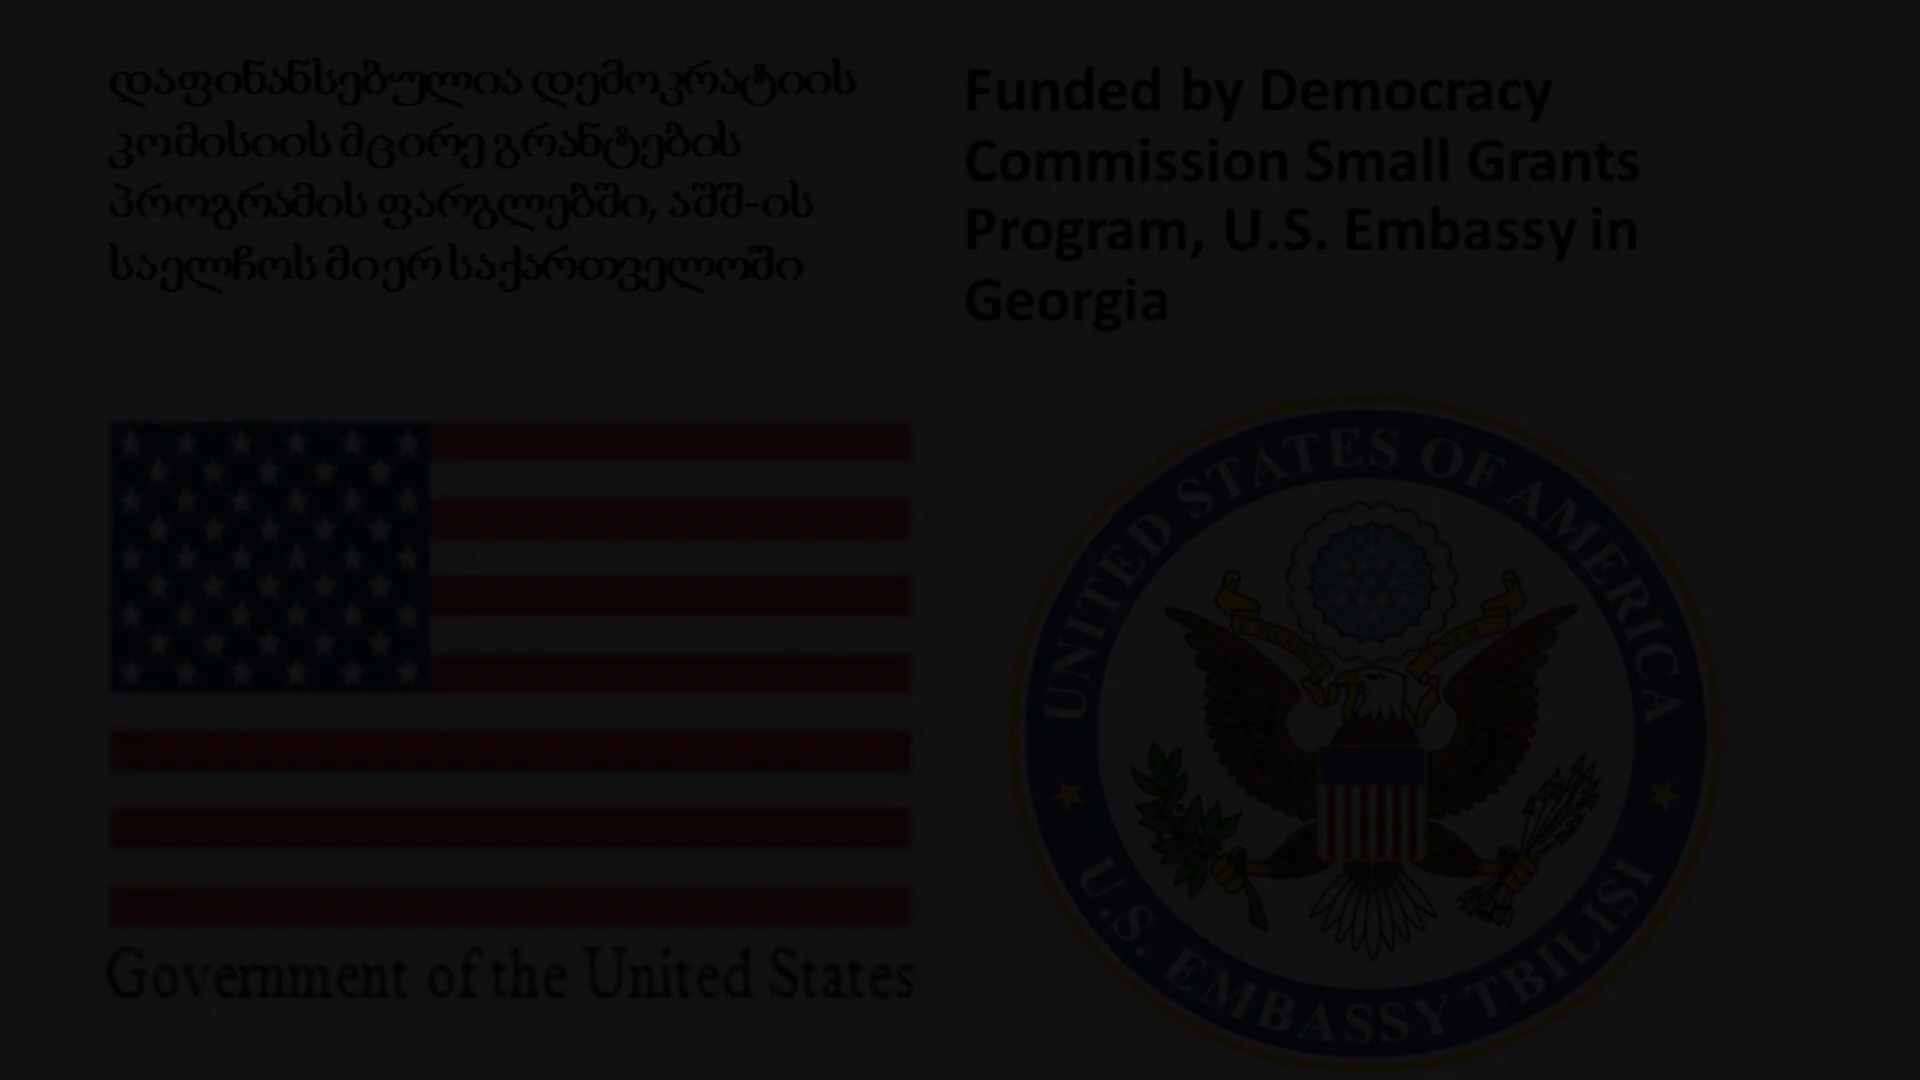 დაფინანსებულია დემოკრატიის
კომისიის მცირე გრანტების
პროგრამის ფარგლებში, აშშ-ის
საელჩოს მიერ საქართველოში
Funded by Democracy
Commission Small Grants
Program, U.S. Embassy in
Georgia
Government of the United States
UNITED STATES OF AMERICA
U.S. EMBASSY TBILISI